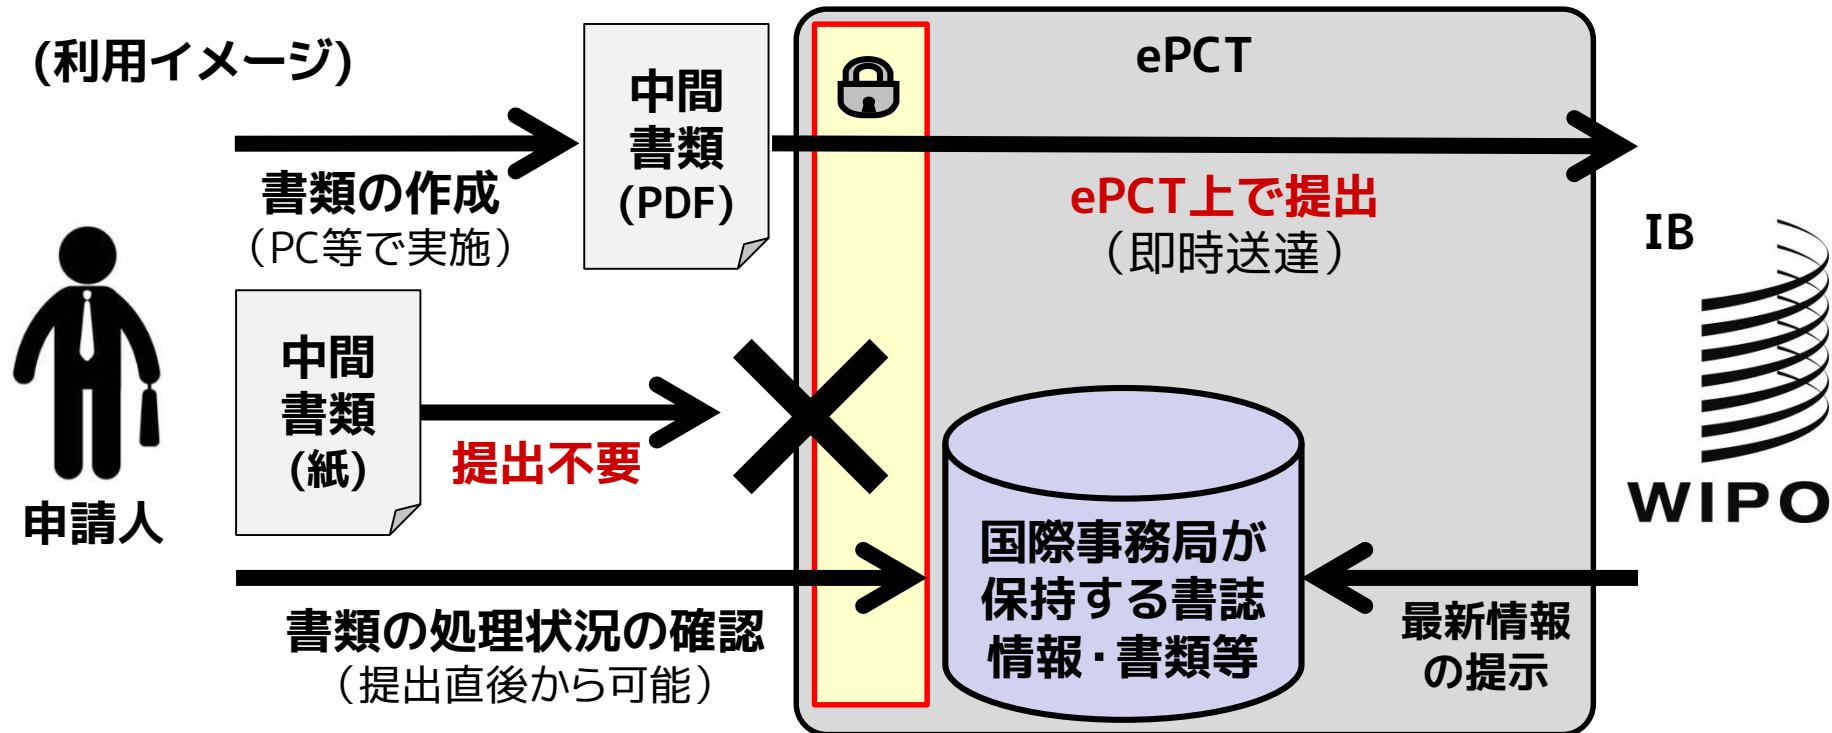 (利用イメージ)
ePCT
中間
書類
(PDF)
書類の作成
（PC等で実施）
ePCT上で提出
（即時送達）
IB
中間
書類
(紙)
提出不要
申請人
WIPO
国際事務局が
保持する書誌
情報・書類等
書類の処理状況の確認
（提出直後から可能）
最新情報
の提示